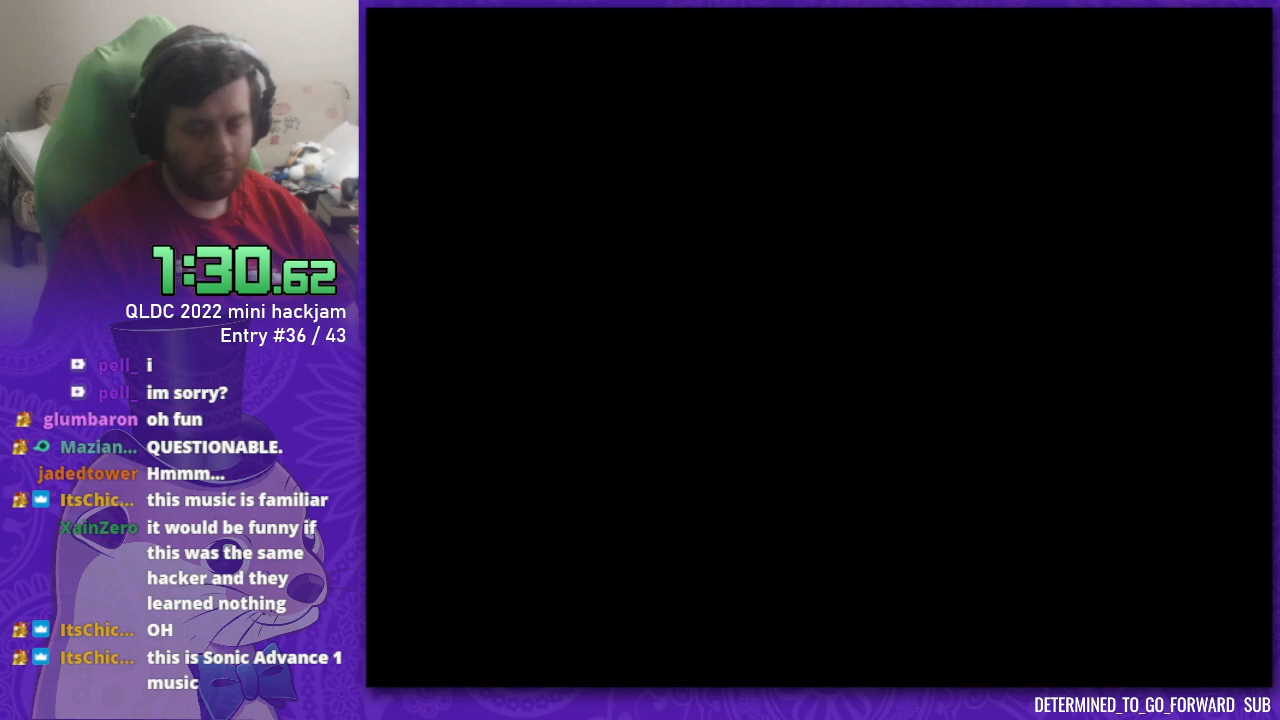 1:30.62
QLDC 2022 mini hackjam
Entry #36 / 43
pell_ i
pell_ im sorry?
glumbaron oh fun
Mazian... QUESTIONABLE.
jadedtower Hmmm...
ItsChic... this music is familiar
XainZero it would be funny if
this was the same
hacker and they
learned nothing
ItsChic... OH
ItsChic... this is Sonic Advance 1
music
DETERMINED_TO_GO_FORWARD SUB